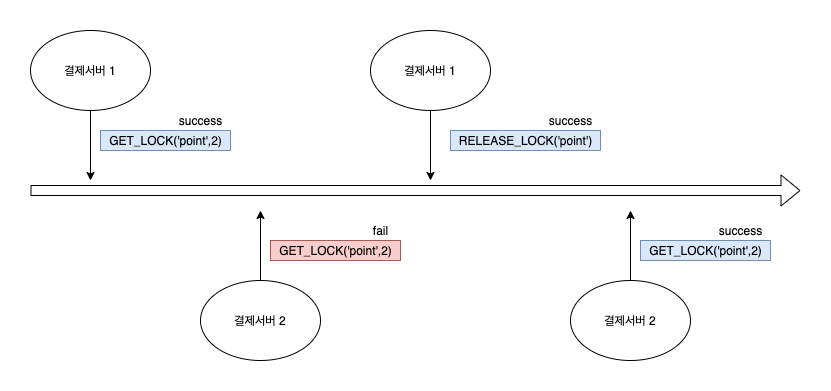 결제서버 1
결제서버 1
success
GET_LOCK('point',2)
success
RELEASE_LOCK('point')
fail
GET_LOCK('point',2)
success
GET_LOCK('point',2)
결제서버 2
결제서버 2